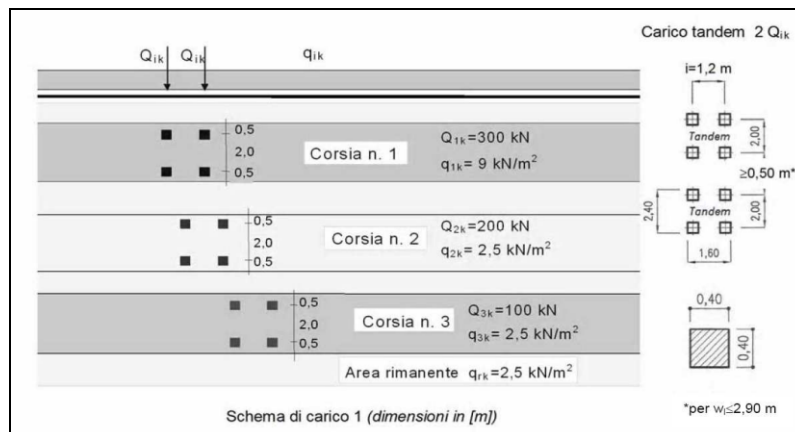 Carico tandem 2 Qik
Qik Qik qik
i=1,2 m
Tandem
2,00
≥0,50 m*
Tandem
2,40
2,00
1,60
0,5
2,0
0,5
Corsia n. 1
Q1k=300 kN
q1k= 9 kN/m²
0,5
2,0
0,5
Corsia n. 2
Q2k=200 kN
q2k= 2,5 kN/m²
0,5
2,0
0,5
Corsia n. 3
Q3k=100 kN
q3k= 2,5 kN/m²
0,40
0,40
Area rimanente qrk=2,5 kN/m²
*per wl≤2,90 m
Schema di carico 1 (dimensioni in [m])